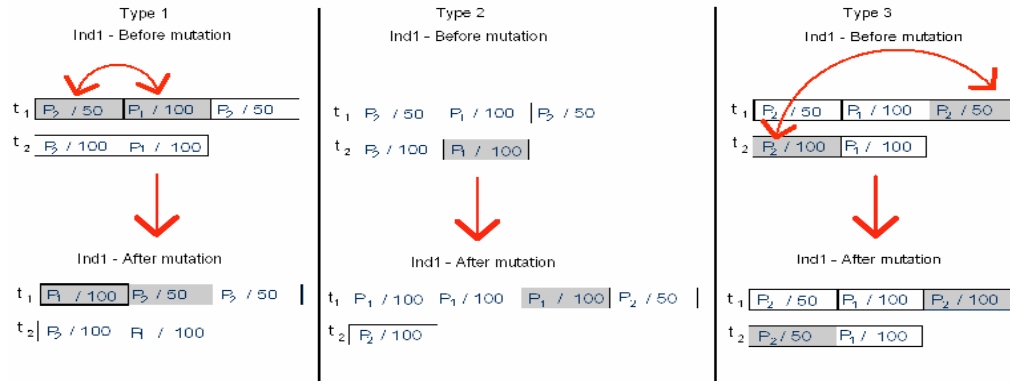 Type 1
Ind1 - Before mutation
t1 P2 / 50 P1 / 100 P2 / 50
t2 P2 / 100 P1 / 100
Ind1 - After mutation
t1 P1 / 100 P2 / 50 P2 / 50
t2 P2 / 100 P1 / 100
Type 2
Ind1 - Before mutation
t1 P2 / 50 P1 / 100 P2 / 50
t2 P2 / 100 P1 / 100
Ind1 - After mutation
t1 P1 / 100 P1 / 100 P1 / 100 P2 / 50
t2 P2 / 100
Type 3
Ind1 - Before mutation
t1 P2 / 50 P1 / 100 P2 / 50
t2 P2 / 100 P1 / 100
Ind1 - After mutation
t1 P2 / 50 P1 / 100 P2 / 100
t2 P2 / 50 P1 / 100